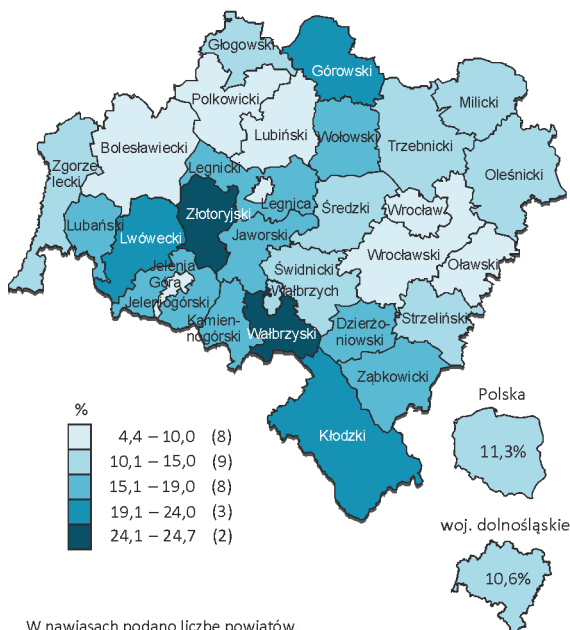 Głogowski
Górowski
Polkowicki
Milicki
Lubiński
Wołowski
Trzebnicki
Bolesławiecki
Zgorze-
lecki
Legnicki
Oleśnicki
Legnica
Średzki
Wrocław
Złotoryjski
Lubański
Lwówecki
Jaworski
Wrocławski
Oławski
Jelenia
Góra
Świdnicki
Wałbrzych
Jeleniogórski
Kamien-
nogórski
Wałbrzyski
Dzierżo-
niowski
Strzeliński
Ząbkowicki
Kłodzki
Polska
11,3%
woj. dolnośląskie
10,6%
%
4,4 – 10,0 (8)
10,1 – 15,0 (9)
15,1 – 19,0 (8)
19,1 – 24,0 (3)
24,1 – 24,7 (2)
W nawiasach podano liczbę powiatów.